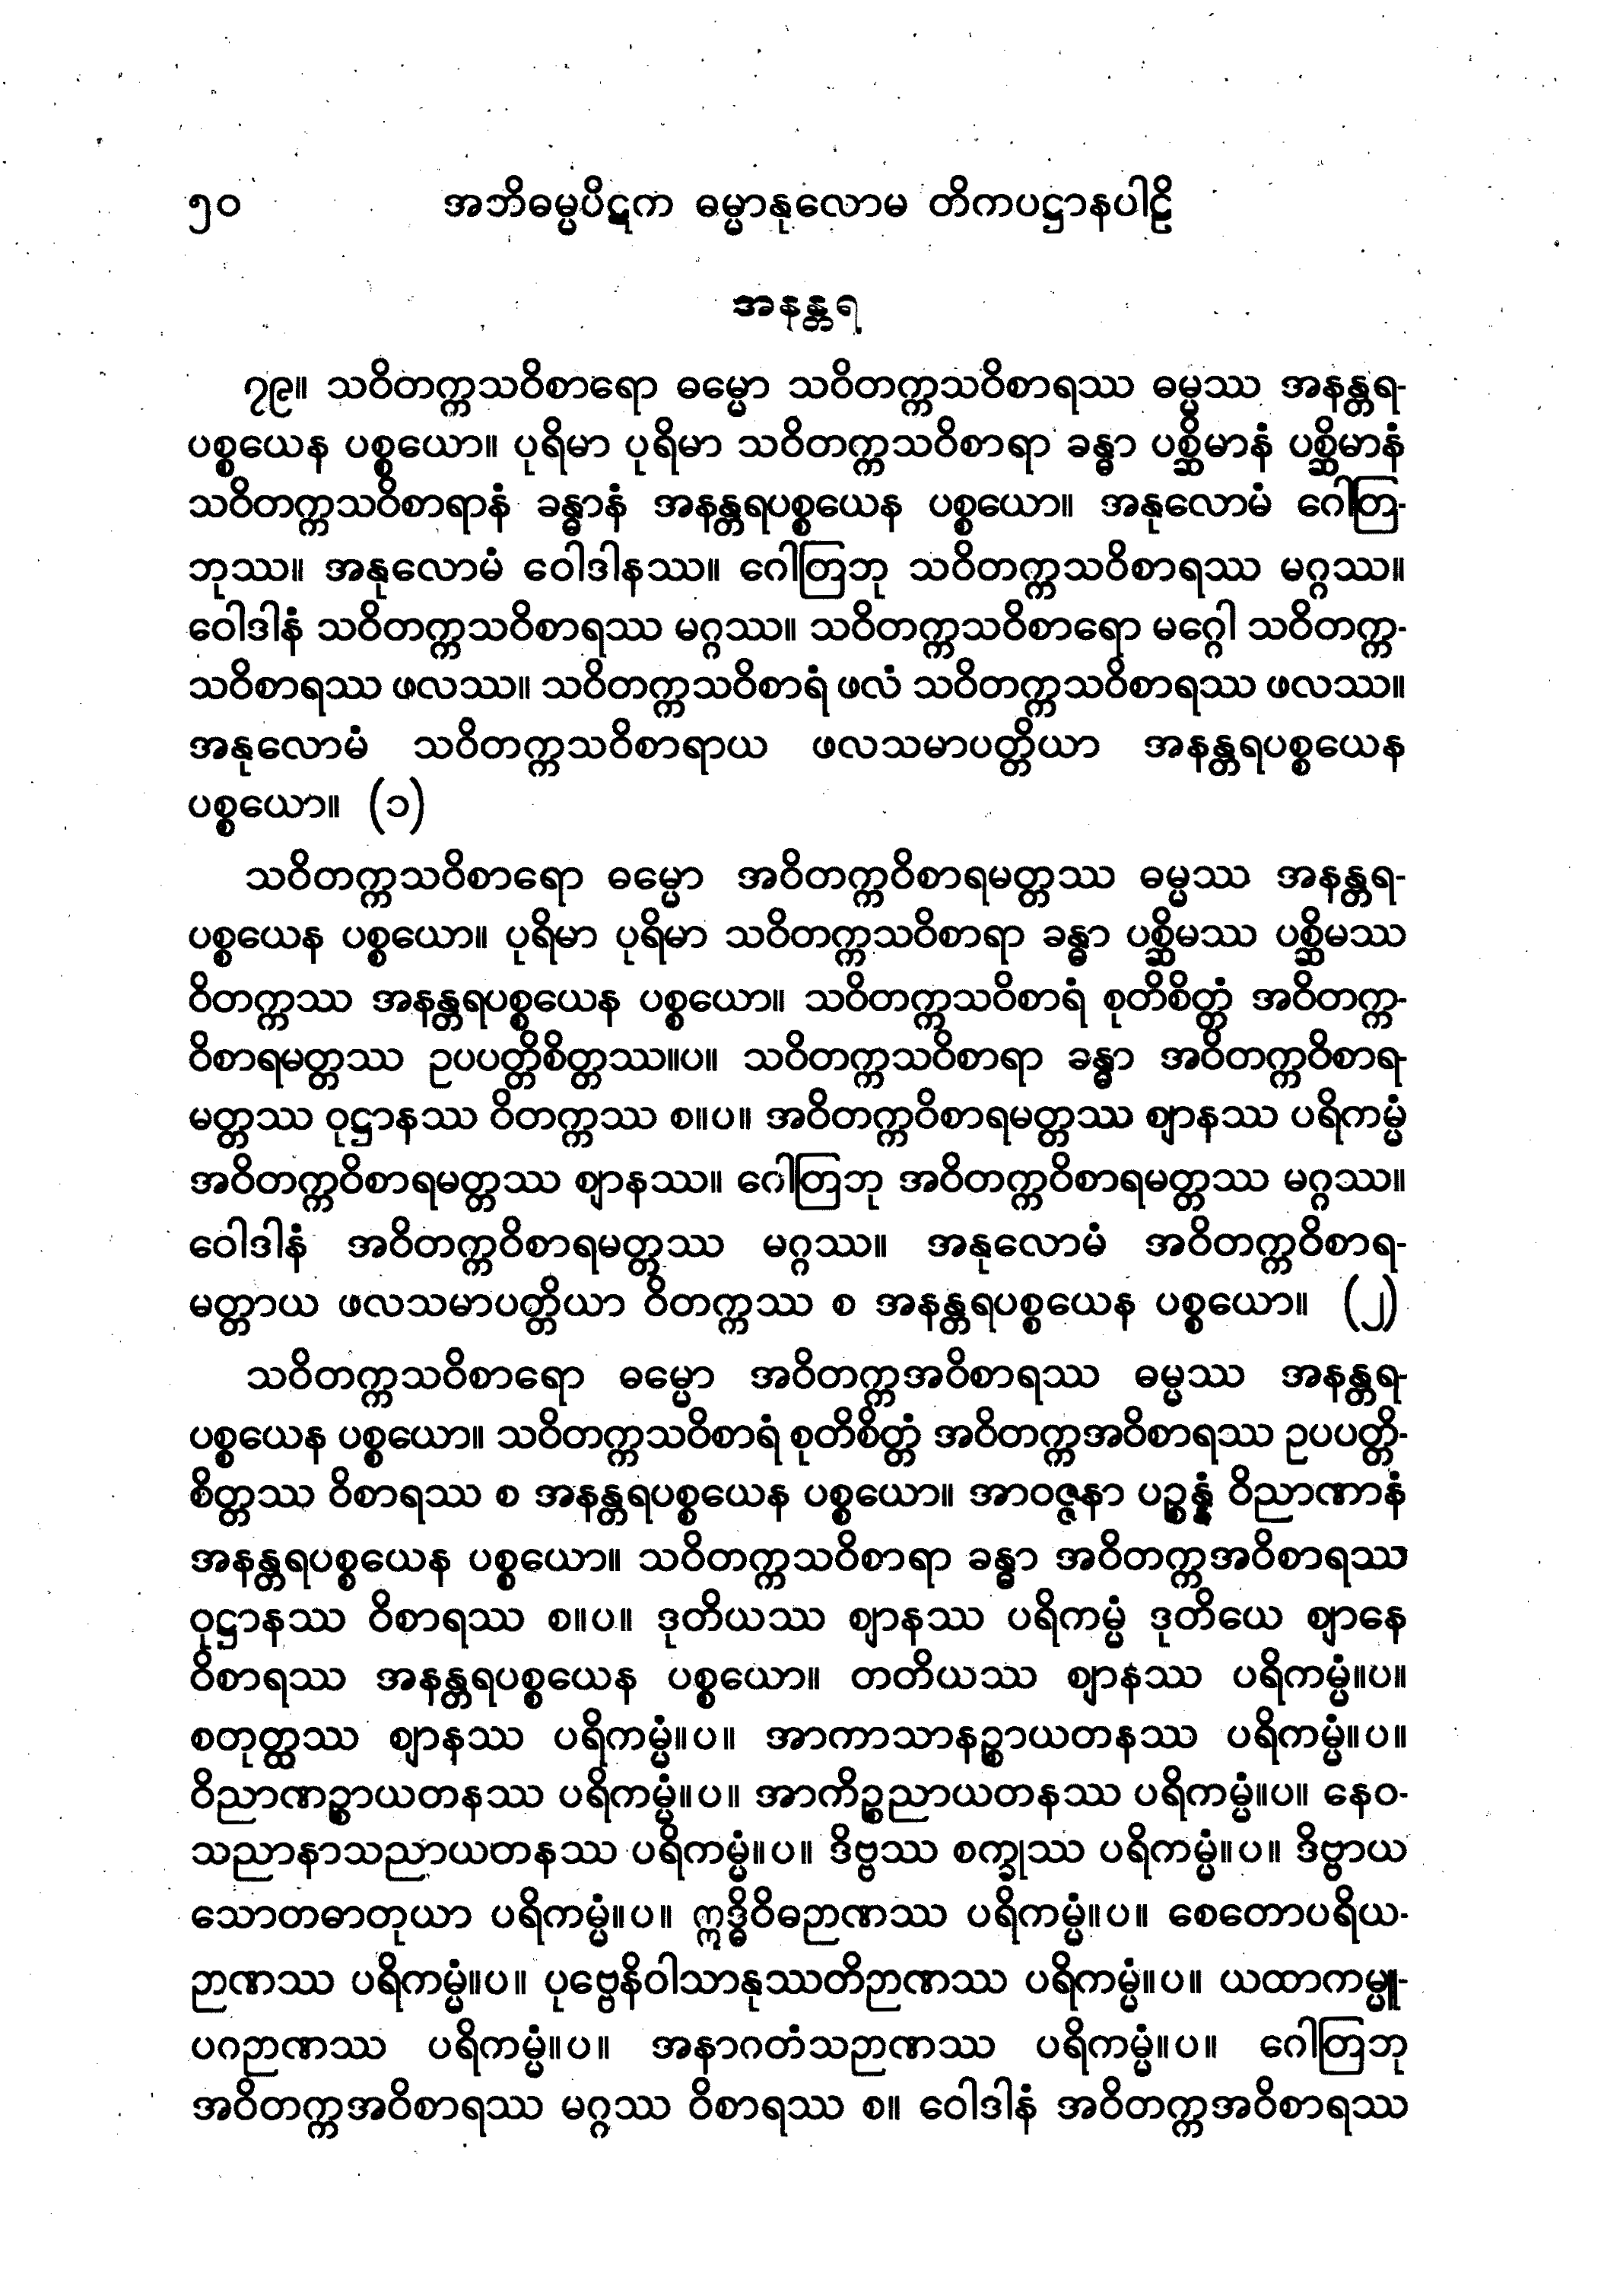 ၅၀ အဘိဓမ္မပိဋက ဓမ္မာနုလောမ တိကပဋ္ဌာနပါဠိ
အနန္တရ
၇၉။ သဝိတက္ကသဝိစာရော ဓမ္မော သဝိတက္ကသဝိစာရဿ ဓမ္မဿ အနန္တရ-
ပစ္စယေန ပစ္စယော။ ပုရိမာ ပုရိမာ သဝိတက္ကသဝိစာရာ ခန္ဓာ ပစ္ဆိမာနံ ပစ္ဆိမာနံ
သဝိတက္ကသဝိစာရာနံ ခန္ဓာနံ အနန္တရပစ္စယေန ပစ္စယော။ အနုလောမံ ဂေါတြ-
ဘုဿ။ အနုလောမံ ဝေါဒါနဿ။ ဂေါတြဘု သဝိတက္ကသဝိစာရဿ မဂ္ဂဿ။
ဝေါဒါနံ သဝိတက္ကသဝိစာရဿ မဂ္ဂဿ။ သဝိတက္ကသဝိစာရော မဂ္ဂေါ သဝိတက္က-
သဝိစာရဿ ဖလဿ။ သဝိတက္ကသဝိစာရံ ဖလံ သဝိတက္ကသဝိစာရဿ ဖလဿ။
အနုလောမံ သဝိတက္ကသဝိစာရာယ ဖလသမာပတ္တိယာ အနန္တရပစ္စယေန
ပစ္စယော။ (၁)
သဝိတက္ကသဝိစာရော ဓမ္မော အဝိတက္ကဝိစာရမတ္တဿ ဓမ္မဿ အနန္တရ-
ပစ္စယေန ပစ္စယော။ ပုရိမာ ပုရိမာ သဝိတက္ကသဝိစာရာ ခန္ဓာ ပစ္ဆိမဿ ပစ္ဆိမဿ
ဝိတက္ကဿ အနန္တရပစ္စယေန ပစ္စယော။ သဝိတက္ကသဝိစာရံ စုတိစိတ္တံ အဝိတက္က-
ဝိစာရမတ္တဿ ဥပပတ္တိစိတ္တဿ။ပ။ သဝိတက္ကသဝိစာရာ ခန္ဓာ အဝိတက္ကဝိစာရ-
မတ္တဿ ဝုဋ္ဌာနဿ ဝိတက္ကဿ စ။ပ။ အဝိတက္ကဝိစာရမတ္တဿ ဈာနဿ ပရိကမ္မံ
အဝိတက္ကဝိစာရမတ္တဿ ဈာနဿ။ ဂေါတြဘု အဝိတက္ကဝိစာရမတ္တဿ မဂ္ဂဿ။
ဝေါဒါနံ အဝိတက္ကဝိစာရမတ္တဿ မဂ္ဂဿ။ အနုလောမံ အဝိတက္ကဝိစာရ-
မတ္တာယ ဖလသမာပတ္တိယာ ဝိတက္ကဿ စ အနန္တရပစ္စယေန ပစ္စယော။ (၂)
သဝိတက္ကသဝိစာရော ဓမ္မော အဝိတက္ကအဝိစာရဿ ဓမ္မဿ အနန္တရ-
ပစ္စယေန ပစ္စယော။ သဝိတက္ကသဝိစာရံ စုတိစိတ္တံ အဝိတက္ကအဝိစာရဿ ဥပပတ္တိ-
စိတ္တဿ ဝိစာရဿ စ အနန္တရပစ္စယေန ပစ္စယော။ အာဝဇ္ဇနာ ပဉ္စန္နံ ဝိညာဏာနံ
အနန္တရပစ္စယေန ပစ္စယော။ သဝိတက္ကသဝိစာရာ ခန္ဓာ အဝိတက္ကအဝိစာရဿ
ဝုဋ္ဌာနဿ ဝိစာရဿ စ။ပ။ ဒုတိယဿ ဈာနဿ ပရိကမ္မံ ဒုတိယေ ဈာနေ
ဝိစာရဿ အနန္တရပစ္စယေန ပစ္စယော။ တတိယဿ ဈာနဿ ပရိကမ္မံ။ပ။
စတုတ္ထဿ ဈာနဿ ပရိကမ္မံ။ပ။ အာကာသာနဉ္စာယတနဿ ပရိကမ္မံ။ပ။
ဝိညာဏဉ္စာယတနဿ ပရိကမ္မံ။ပ။ အာကိဉ္စညာယတနဿ ပရိကမ္မံ။ပ။ နေဝ-
သညာနာသညာယတနဿ ပရိကမ္မံ။ပ။ ဒိဗ္ဗဿ စက္ခုဿ ပရိကမ္မံ။ပ။ ဒိဗ္ဗာယ
သောတဓာတုယာ ပရိကမ္မံ။ပ။ ဣဒ္ဓိဝိဓဉာဏဿ ပရိကမ္မံ။ပ။ စေတောပရိယ-
ဉာဏဿ ပရိကမ္မံ။ပ။ ပုဗ္ဗေနိဝါသာနုဿတိဉာဏဿ ပရိကမ္မံ။ပ။ ယထာကမ္မူ-
ပဂဉာဏဿ ပရိကမ္မံ။ပ။ အနာဂတံသဉာဏဿ ပရိကမ္မံ။ပ။ ဂေါတြဘု
အဝိတက္ကအဝိစာရဿ မဂ္ဂဿ ဝိစာရဿ စ။ ဝေါဒါနံ အဝိတက္ကအဝိစာရဿ